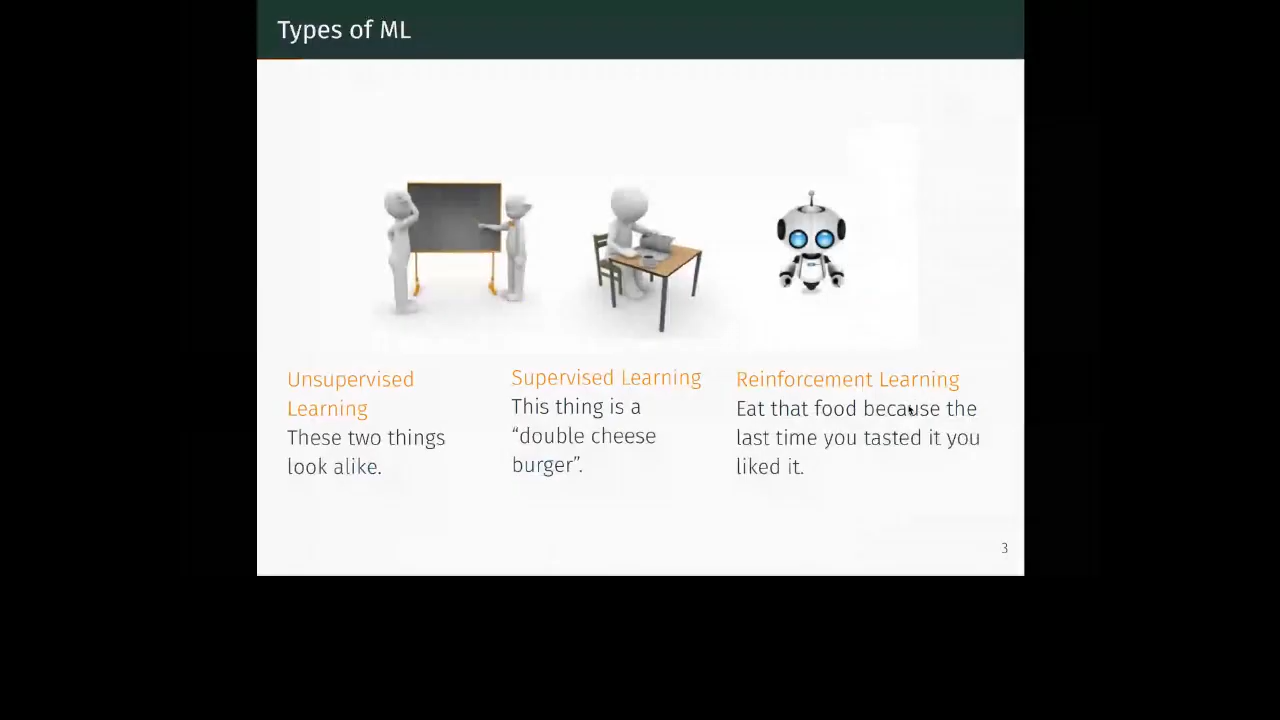 Types of ML
Unsupervised
Learning
These two things
look alike.
Supervised Learning
This thing is a
“double cheese
burger”.
Reinforcement Learning
Eat that food because the
last time you tasted it you
liked it.
3